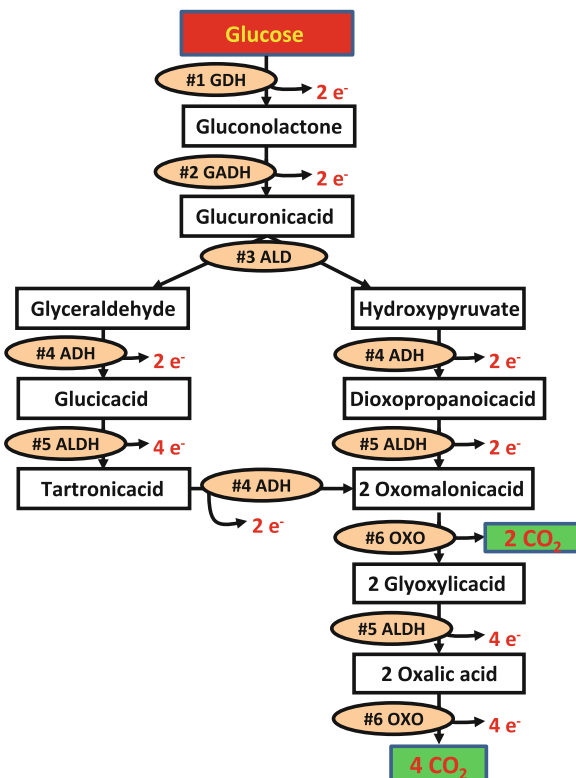 Glucose
#1 GDH
2 e-
Gluconolactone
#2 GADH
2 e-
Glucuronicacid
#3 ALD
Glyceraldehyde
Hydroxypyruvate
#4 ADH
2 e-
#4 ADH
2 e-
Glucicacid
Dioxopropanoicacid
#5 ALDH
4 e-
#5 ALDH
2 e-
Tartronicacid
#4 ADH
2 e-
2 Oxomalonicacid
#6 OXO
2 CO2
2 Glyoxylicacid
#5 ALDH
4 e-
2 Oxalic acid
#6 OXO
4 e-
4 CO2